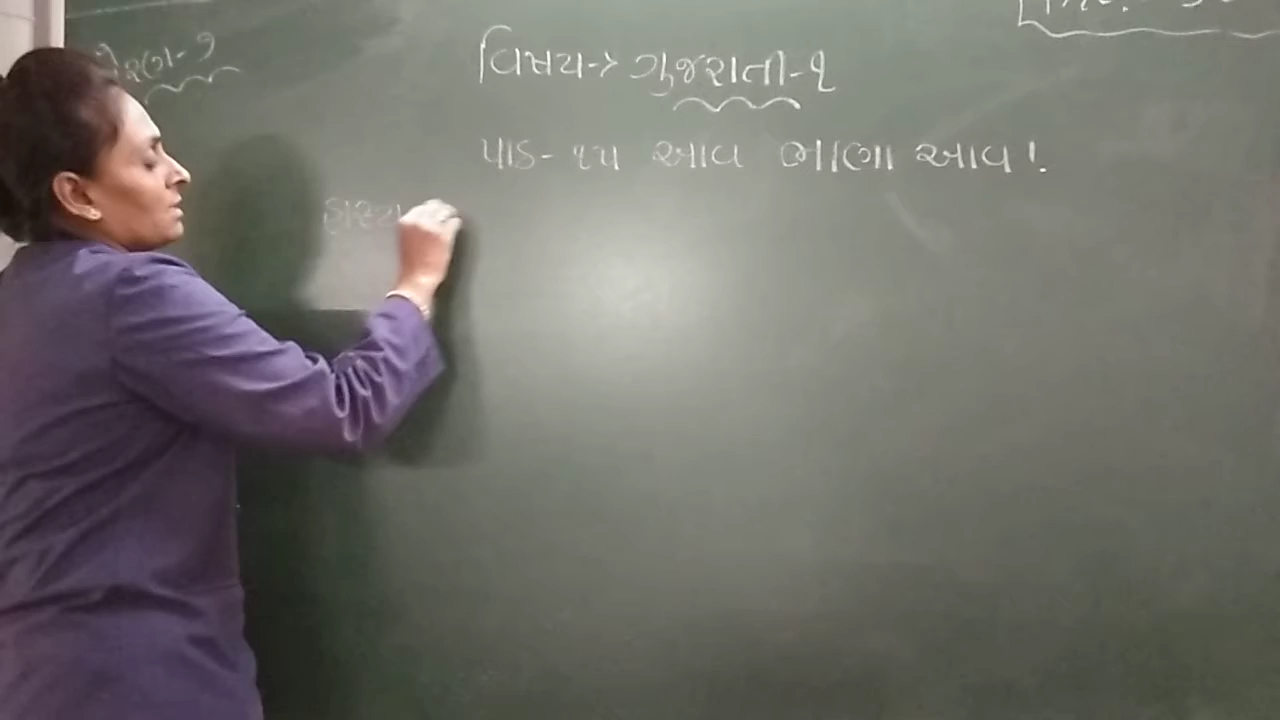 વિષય-> ગુજરાતી-૧
પાઠ- ૧૫ આવ ભાણા આવ!.
હાસ્ય